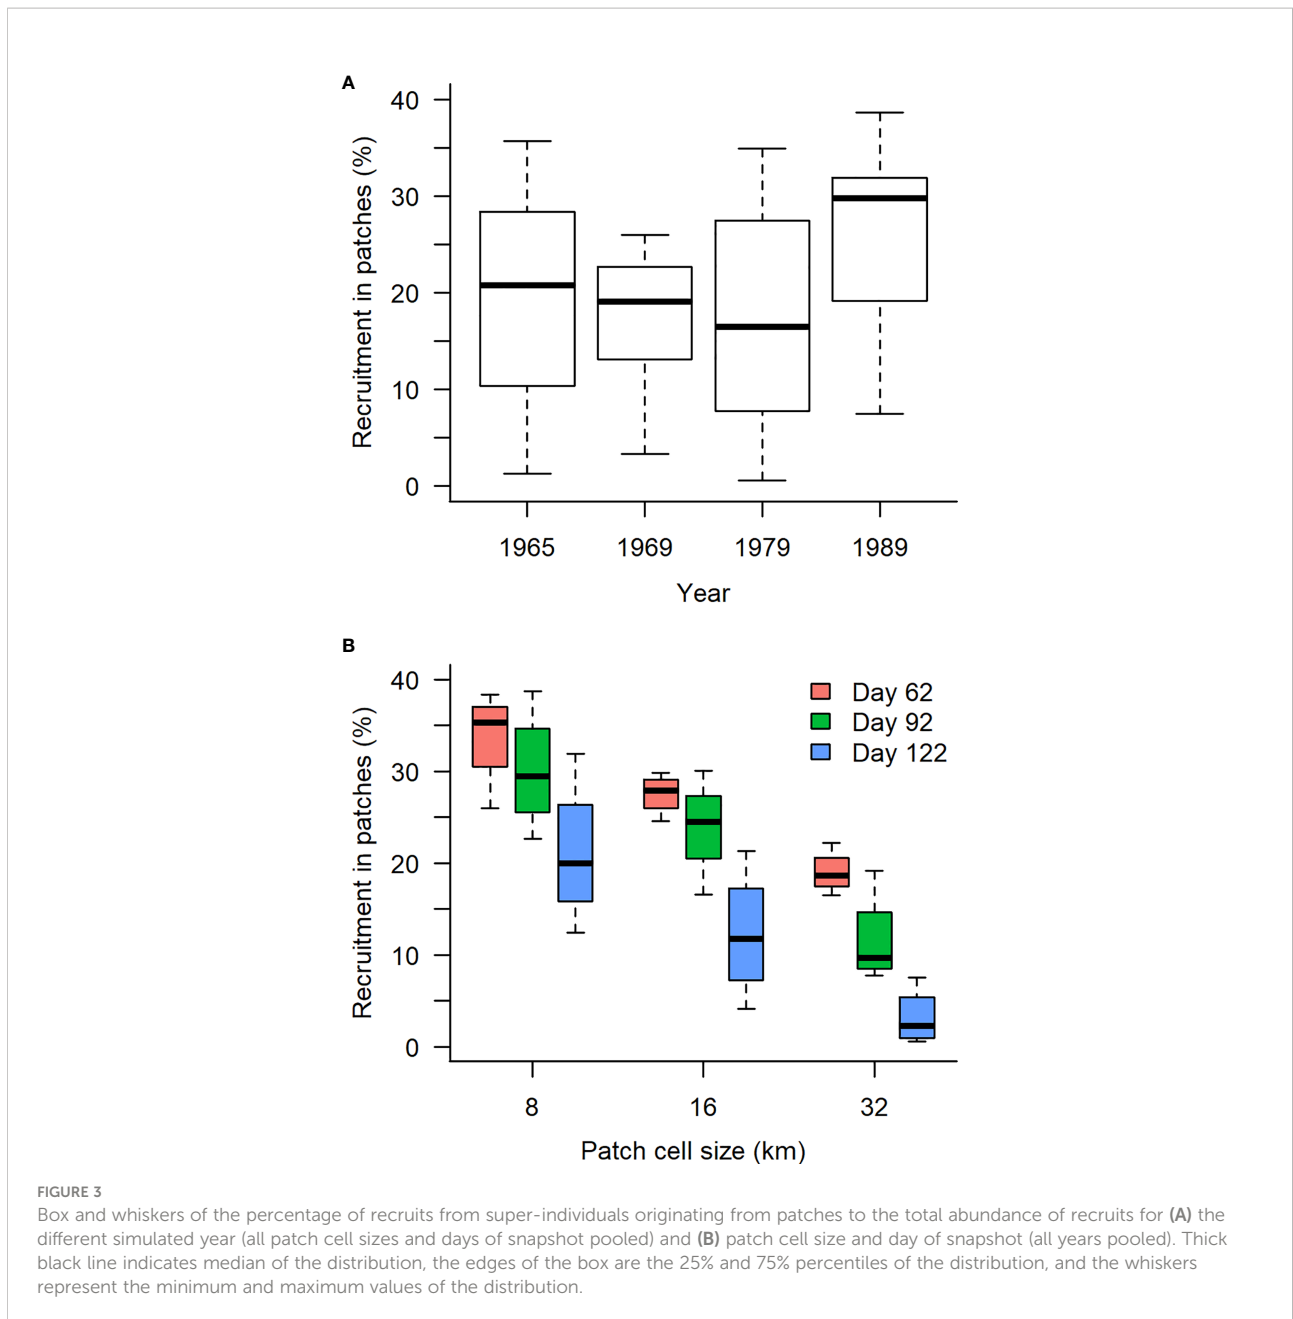 A
40
30
20
10
0
Recruitment in patches (%)
1965 1969 1979 1989
Year
B
40
30
20
10
0
Recruitment in patches (%)
Day 62
Day 92
Day 122
8 16 32
Patch cell size (km)
FIGURE 3
Box and whiskers of the percentage of recruits from super-individuals originating from patches to the total abundance of recruits for (A) the
different simulated year (all patch cell sizes and days of snapshot pooled) and (B) patch cell size and day of snapshot (all years pooled). Thick
black line indicates median of the distribution, the edges of the box are the 25% and 75% percentiles of the distribution, and the whiskers
represent the minimum and maximum values of the distribution.